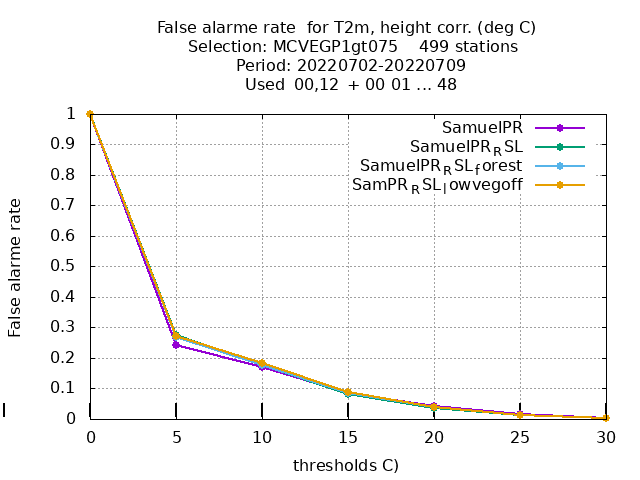 False alarme rate  for T2m, height corr. (deg C)
Selection: MCVEGP1gt075    499 stations
Period: 20220702-20220709
Used  00,12  + 00 01 ... 48
SamuelPR
SamuelPR_RSL
SamuelPR_RSL_forest
SamPR_RSL_lowvegoff
1
0.9
0.8
0.7
0.6
0.5
0.4
0.3
0.2
0.1
0
False alarme rate
0 5 10 15 20 25 30
thresholds C)